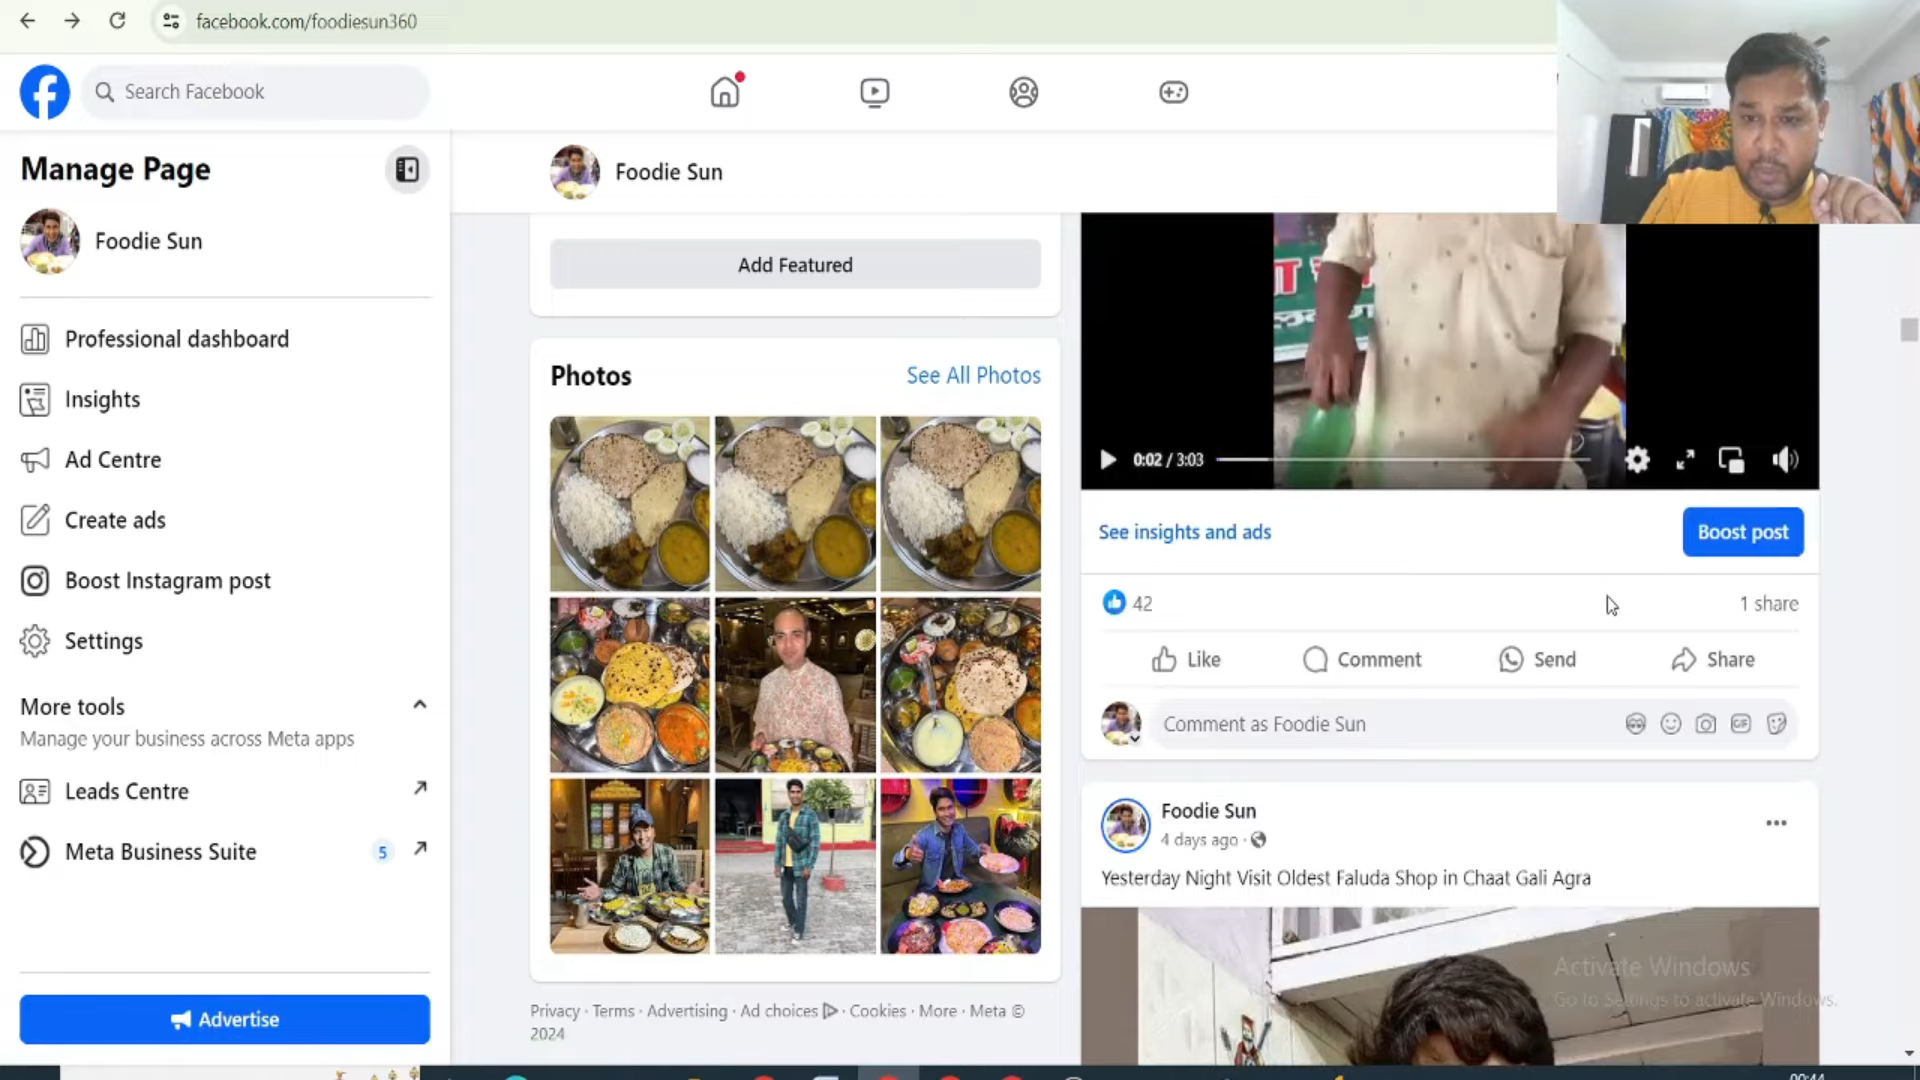 facebook.com/foodiesun360
Search Facebook
Manage Page
Foodie Sun
Professional dashboard
Insights
Ad Centre
Create ads
Boost Instagram post
Settings
More tools
Manage your business across Meta apps
Leads Centre
Meta Business Suite
5
Advertise
Foodie Sun
Add Featured
Photos
See All Photos
Privacy · Terms · Advertising · Ad choices · Cookies · More · Meta ©
2024
0:02 / 3:03
See insights and ads
Boost post
42
1 share
Like
Comment
Send
Share
Comment as Foodie Sun
GIF
Foodie Sun
4 days ago ·
Yesterday Night Visit Oldest Faluda Shop in Chaat Gali Agra
Activate Windows
Go to Settings to activate Windows.
00:44